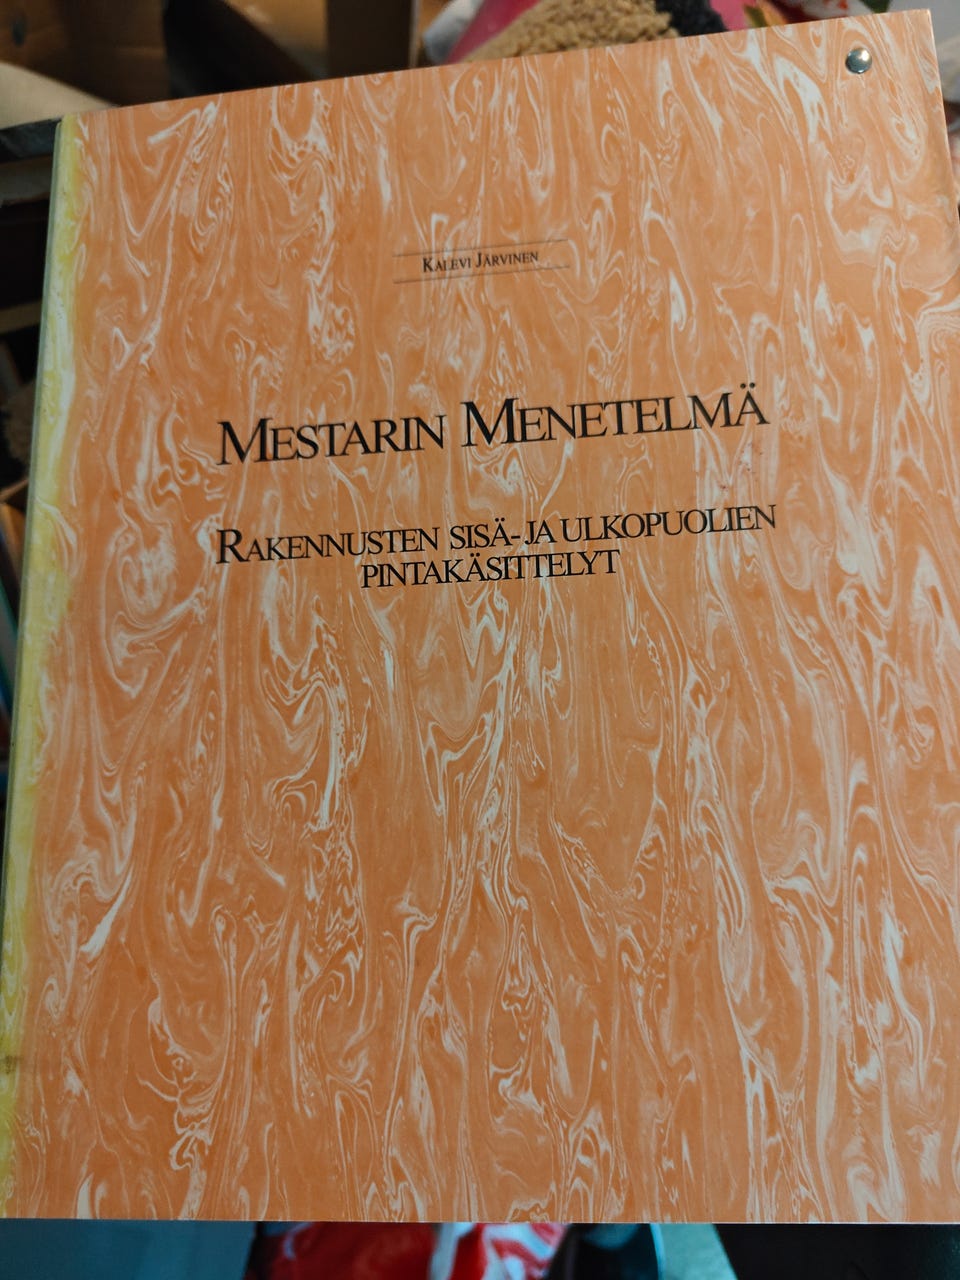 Kalevi Järvinen
Mestarin Menetelmä
Rakennusten sisä- ja ulkopuolien
pintakäsittelyt